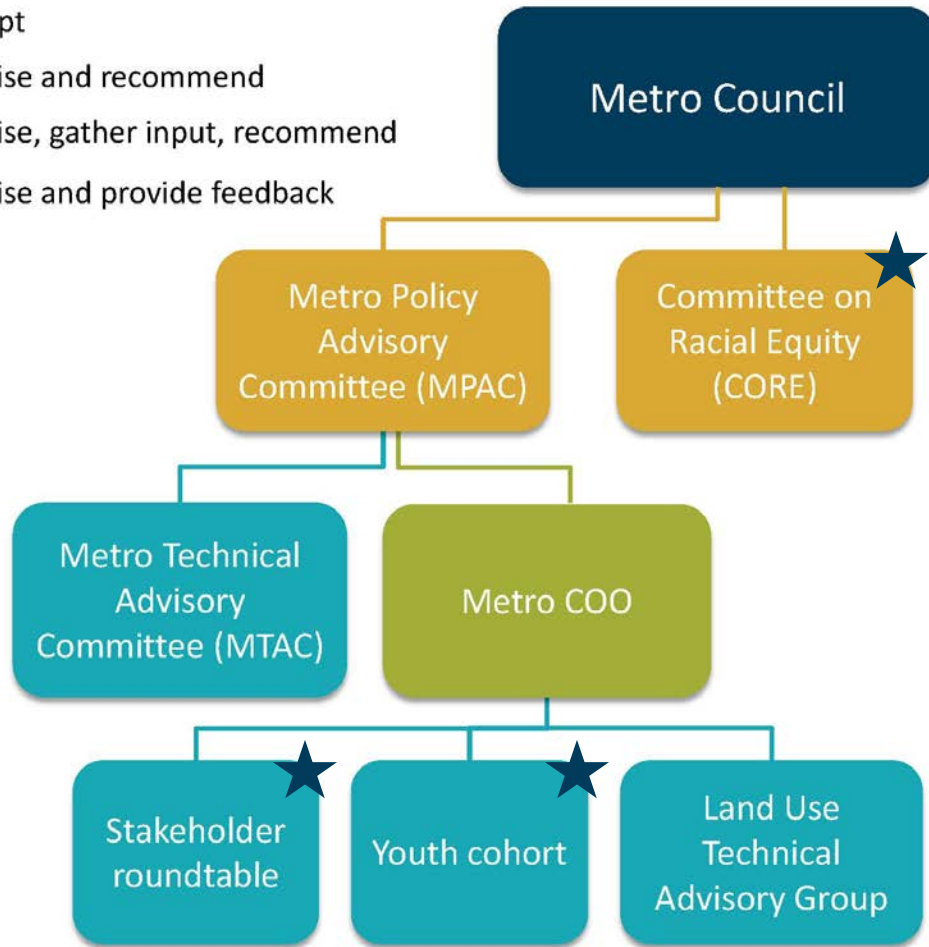 pt
ise and recommend
ise, gather input, recommend
ise and provide feedback
Metro Council
Metro Policy
Advisory
Committee (MPAC)
Committee on
Racial Equity
(CORE)
Metro Technical
Advisory
Committee (MTAC)
Metro COO
Stakeholder
roundtable
Youth cohort
Land Use
Technical
Advisory Group